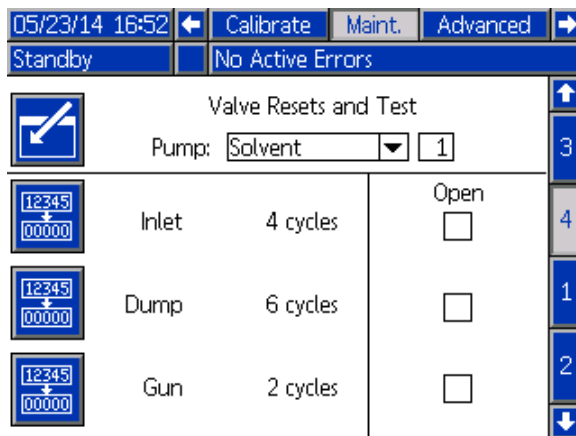 05/23/14 16:52 Calibrate Maint. Advanced
Standby No Active Errors
Valve Resets and Test
Pump: Solvent 1
3
Open
12345
00000
Inlet 4 cycles
4
12345
00000
Dump 6 cycles
1
12345
00000
Gun 2 cycles
2